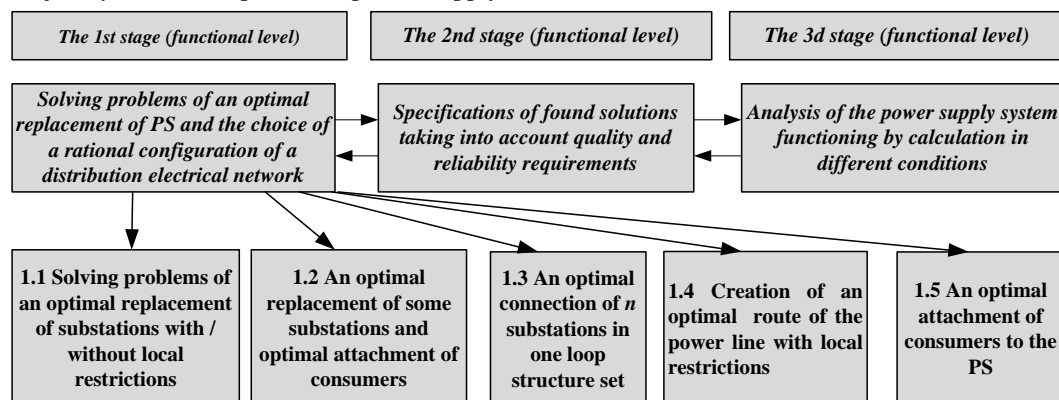 The 1st stage (functional level)
The 2nd stage (functional level)
The 3d stage (functional level)
Solving problems of an optimal
replacement of PS and the choice of
a rational configuration of a
distribution electrical network
Specifications of found solutions
taking into account quality and
reliability requirements
Analysis of the power supply system
functioning by calculation in
different conditions
1.1 Solving problems of
an optimal replacement
of substations with /
without local
restrictions
1.2 An optimal
replacement of some
substations and
optimal attachment of
consumers
1.3 An optimal
connection of n
substations in
one loop
structure set
1.4 Creation of an
optimal route of the
power line with local
restrictions
1.5 An optimal
attachment of
consumers to the
PS